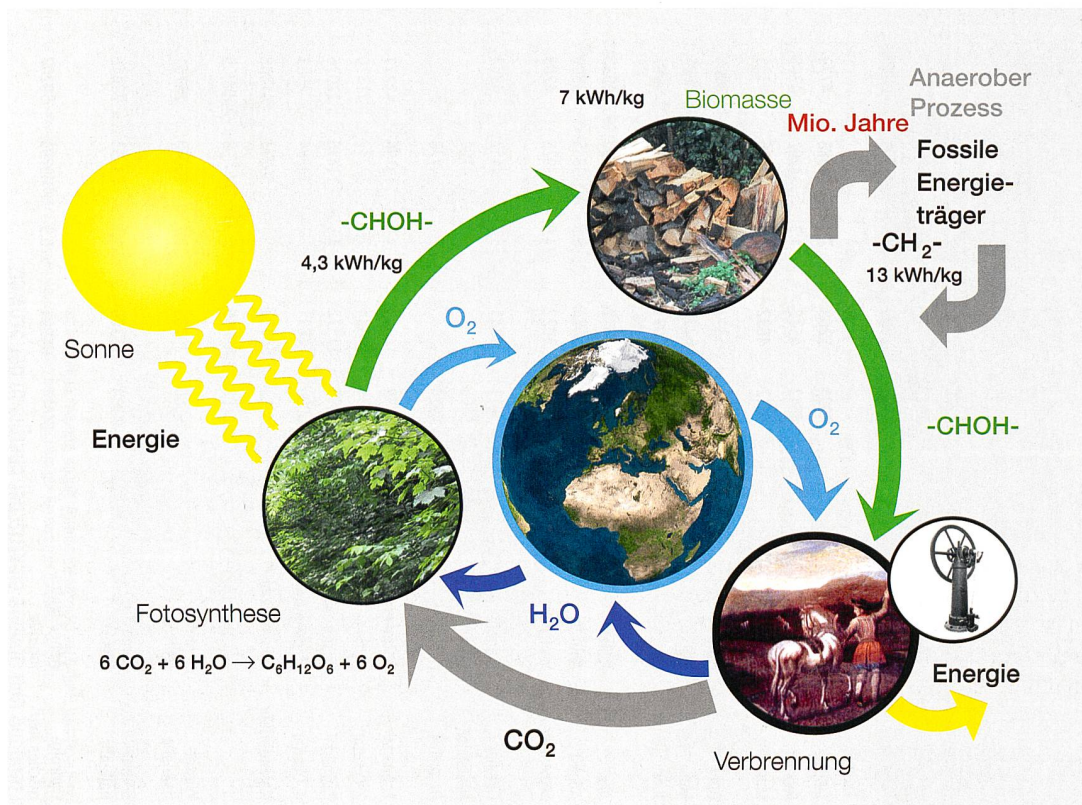 7 kWh/kg
Biomasse
Mio. Jahre
Anaerober
Prozess
Fossile
Energie-
träger
-CH₂-
13 kWh/kg
-CHOH-
4,3 kWh/kg
O₂
Sonne
Energie
O₂
-CHOH-
Fotosynthese
6 CO₂ + 6 H₂O → C₆H₁₂O₆ + 6 O₂
H₂O
CO₂
Energie
Verbrennung